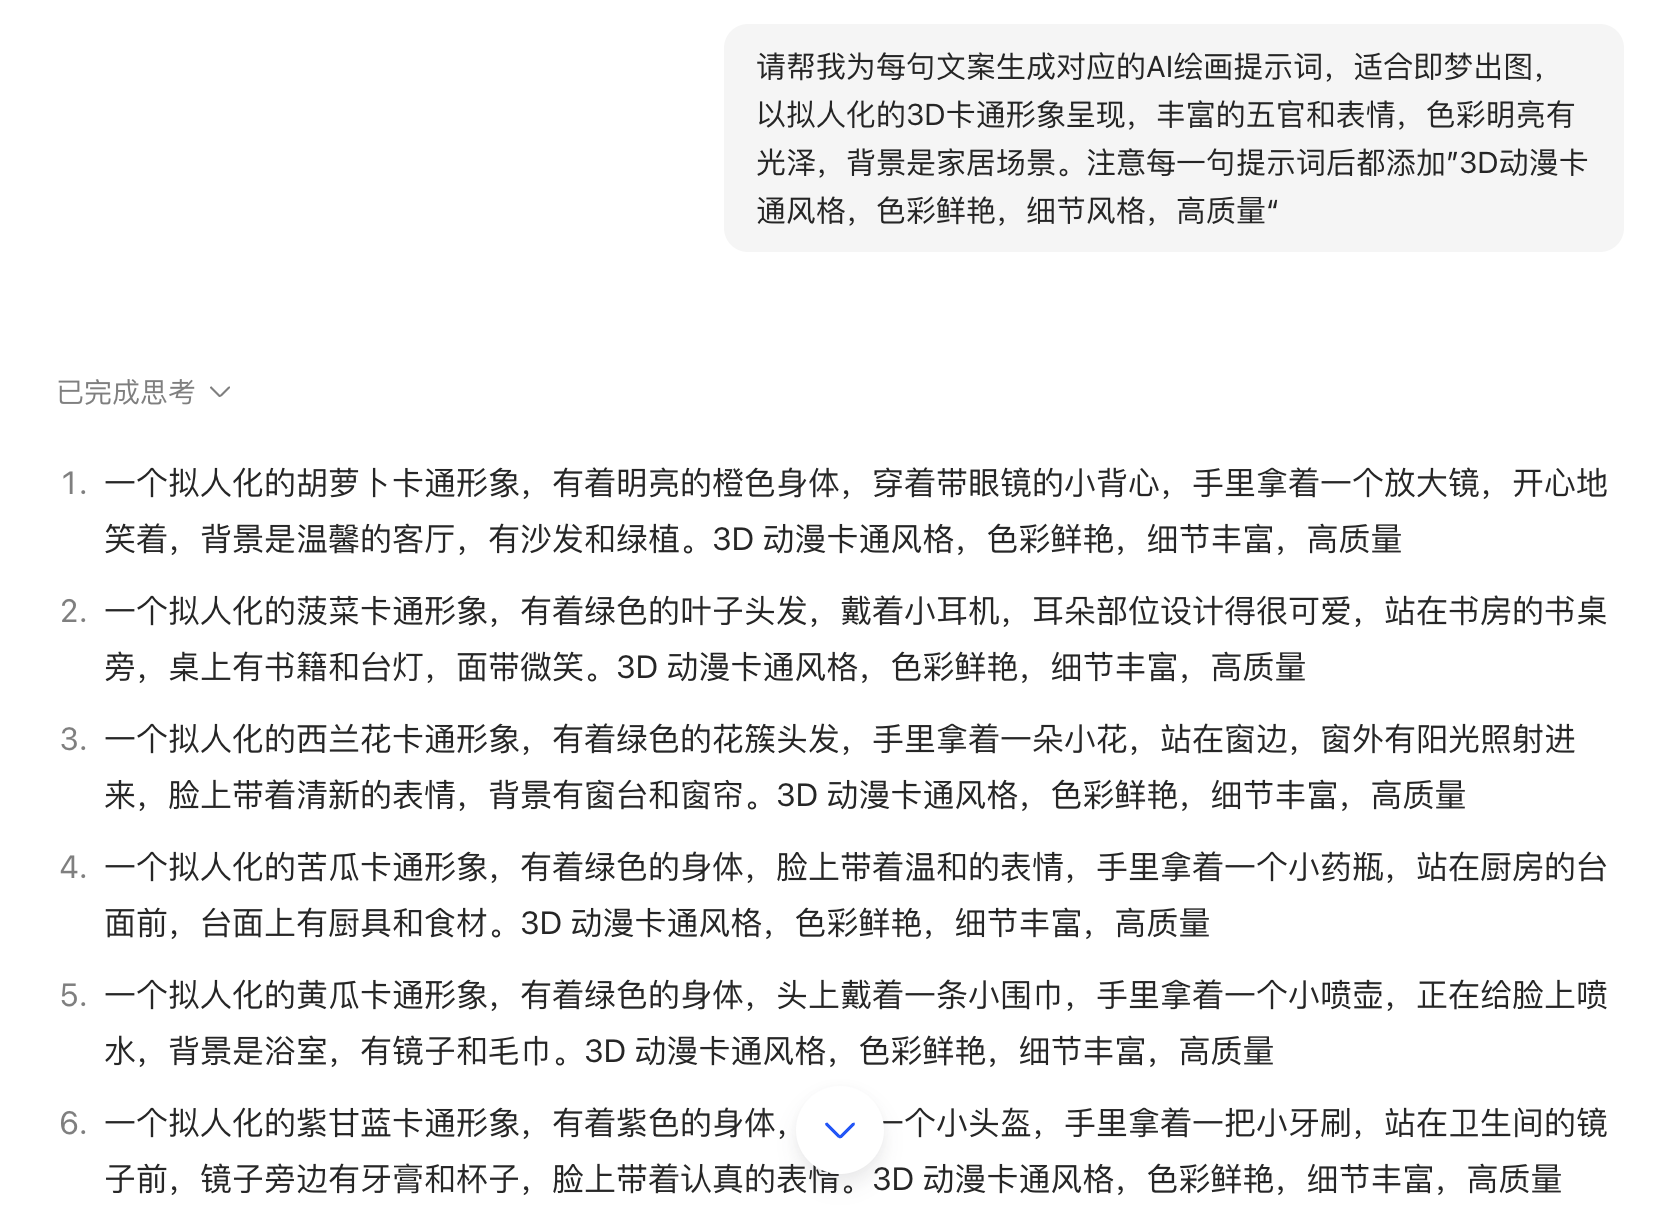 请帮我为每句文案生成对应的AI绘画提示词，适合即梦出图，
以拟人化的3D卡通形象呈现，丰富的五官和表情，色彩明亮有
光泽，背景是家居场景。注意每一句提示词后都添加”3D动漫卡
通风格，色彩鲜艳，细节风格，高质量“
已完成思考
1. 一个拟人化的胡萝卜卡通形象，有着明亮的橙色身体，穿着带眼镜的小背心，手里拿着一个放大镜，开心地
笑着，背景是温馨的客厅，有沙发和绿植。3D 动漫卡通风格，色彩鲜艳，细节丰富，高质量
2. 一个拟人化的菠菜卡通形象，有着绿色的叶子头发，戴着小耳机，耳朵部位设计得很可爱，站在书房的书桌
旁，桌上有书籍和台灯，面带微笑。3D 动漫卡通风格，色彩鲜艳，细节丰富，高质量
3. 一个拟人化的西兰花卡通形象，有着绿色的花簇头发，手里拿着一朵小花，站在窗边，窗外有阳光照射进
来，脸上带着清新的表情，背景有窗台和窗帘。3D 动漫卡通风格，色彩鲜艳，细节丰富，高质量
4. 一个拟人化的苦瓜卡通形象，有着绿色的身体，脸上带着温和的表情，手里拿着一个小药瓶，站在厨房的台
面前，台面上有厨具和食材。3D 动漫卡通风格，色彩鲜艳，细节丰富，高质量
5. 一个拟人化的黄瓜卡通形象，有着绿色的身体，头上戴着一条小围巾，手里拿着一个小喷壶，正在给脸上喷
水，背景是浴室，有镜子和毛巾。3D 动漫卡通风格，色彩鲜艳，细节丰富，高质量
6. 一个拟人化的紫甘蓝卡通形象，有着紫色的身体，一个小头盔，手里拿着一把小牙刷，站在卫生间的镜
子前，镜子旁边有牙膏和杯子，脸上带着认真的表情。3D 动漫卡通风格，色彩鲜艳，细节丰富，高质量